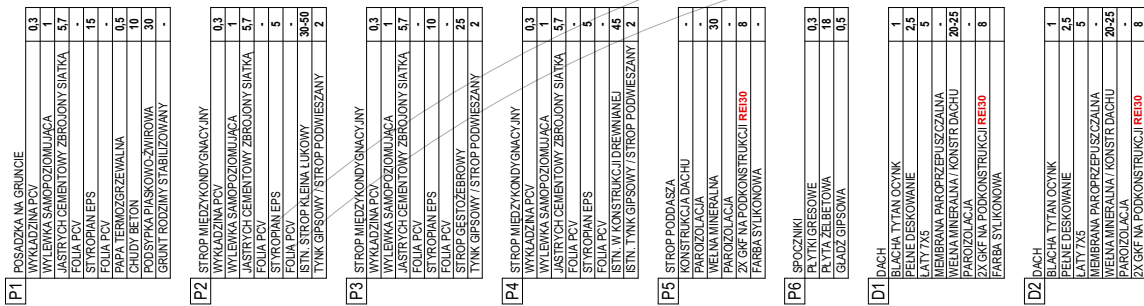 P1
POSADZKA NA GRUNCIE
WYKŁADZINA PCV 0,3
WYLEWKA SAMOPOZIOMUJĄCA 1
JASTRYCH CEMENTOWY ZBROJONY SIATKĄ 5,7
FOLIA PCV -
STYROPIAN EPS 15
FOLIA PCV -
PAPA TERMOZGRZEWALNA 0,5
CHUDY BETON 10
PODSYPKA PIASKOWO-ŻWIROWA 30
GRUNT RODZIMY STABILIZOWANY -
P2
STROP MIĘDZYKONDYGNACYJNY
WYKŁADZINA PCV 0,3
WYLEWKA SAMOPOZIOMUJĄCA 1
JASTRYCH CEMENTOWY ZBROJONY SIATKĄ 5,7
FOLIA PCV -
STYROPIAN EPS 5
FOLIA PCV -
ISTN. STROP KLEINA ŁUKOWY 30-50
TYNK GIPSOWY / STROP PODWIESZANY 2
P3
STROP MIĘDZYKONDYGNACYJNY
WYKŁADZINA PCV 0,3
WYLEWKA SAMOPOZIOMUJĄCA 1
JASTRYCH CEMENTOWY ZBROJONY SIATKĄ 5,7
FOLIA PCV -
STYROPIAN EPS 10
FOLIA PCV -
STROP GĘSTOŻEBROWY 25
TYNK GIPSOWY / STROP PODWIESZANY 2
P4
STROP MIĘDZYKONDYGNACYJNY
WYKŁADZINA PCV 0,3
WYLEWKA SAMOPOZIOMUJĄCA 1
JASTRYCH CEMENTOWY ZBROJONY SIATKĄ 5,7
FOLIA PCV -
STYROPIAN EPS 5
FOLIA PCV -
ISTN. W KONSTRUKCJI DREWNIANEJ 45
ISTN. TYNK GIPSOWY / STROP PODWIESZANY 2
P5
STROP PODDASZA
KONSTRUKCJA DACHU -
PAROIZOLACJA -
WEŁNA MINERALNA 30
PAROIZOLACJA -
2X GKF NA PODKONSTRUKCJI REI30 8
FARBA SYLIKONOWA -
P6
SPOCZNIKI
PŁYTKI GRESOWE 0,3
PŁYTA ŻELBETOWA 18
GŁADŹ GIPSOWA 0,5
D1
DACH
BLACHA TYTAN OCYNK 1
PEŁNE DESKOWANIE 2,5
ŁATY 7X5 5
MEMBRANA PAROPRZEPUSZCZALNA -
WEŁNA MINERALNA / KONSTR DACHU 20-25
PAROIZOLACJA -
2X GKF NA PODKONSTRUKCJI REI30 8
FARBA SYLIKONOWA -
D2
DACH
BLACHA TYTAN OCYNK 1
PEŁNE DESKOWANIE 2,5
ŁATY 7X5 5
MEMBRANA PAROPRZEPUSZCZALNA -
WEŁNA MINERALNA / KONSTR DACHU 20-25
PAROIZOLACJA -
2X GKF NA PODKONSTRUKCJI REI30 8